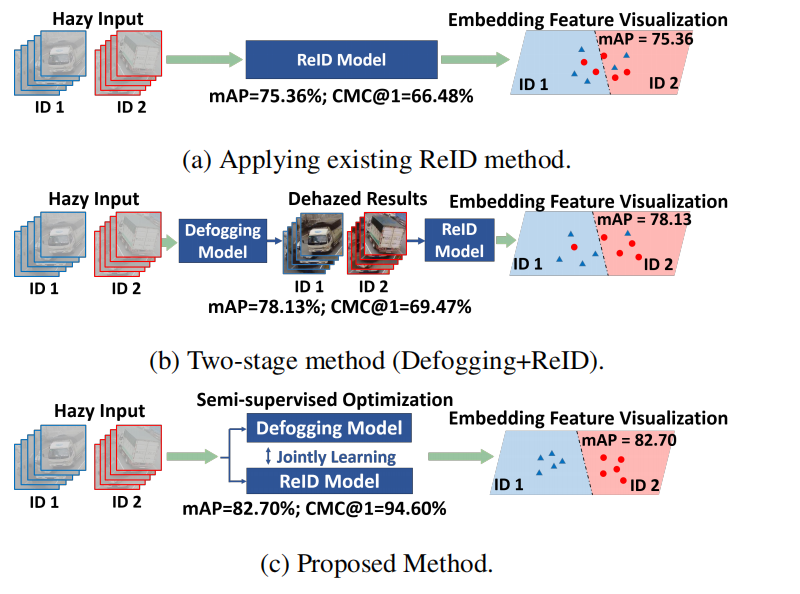 Hazy Input
Embedding Feature Visualization
ReID Model
mAP = 75.36
ID 1
ID 2
ID 1
ID 2
mAP=75.36%; CMC@1=66.48%
(a) Applying existing ReID method.
Hazy Input
Dehazed Results
Embedding Feature Visualization
Defogging
Model
ReID
Model
mAP = 78.13
ID 1
ID 2
ID 1
ID 2
ID 1
ID 2
mAP=78.13%; CMC@1=69.47%
(b) Two-stage method (Defogging+ReID).
Semi-supervised Optimization
Hazy Input
Embedding Feature Visualization
Defogging Model
Jointly Learning
ReID Model
mAP = 82.70
ID 1
ID 2
ID 1
ID 2
mAP=82.70%; CMC@1=94.60%
(c) Proposed Method.